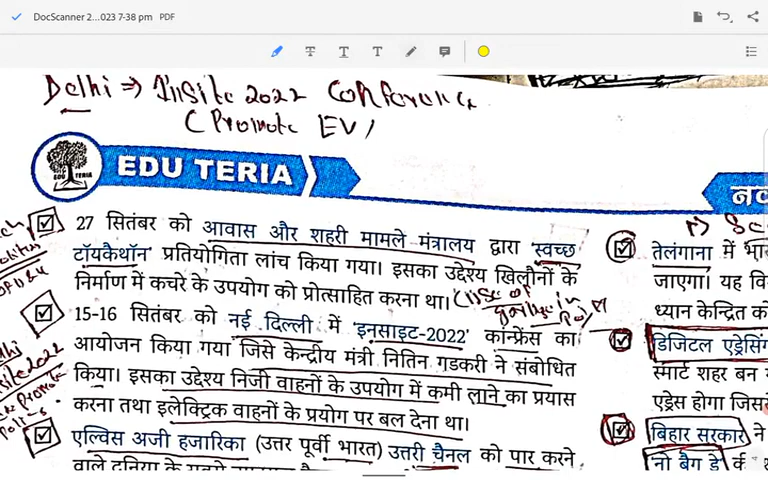 DocScanner 2...023 7-38 pm PDF
Delhi ⇒ Insite 2022 Conference
(Promote EV)
EDU TERIA
27 सितंबर को आवास और शहरी मामले मंत्रालय द्वारा 'स्वच्छ
टॉयकैथॉन' प्रतियोगिता लांच किया गया। इसका उद्देश्य खिलौनों के
निर्माण में कचरे के उपयोग को प्रोत्साहित करना था।
15-16 सितंबर को नई दिल्ली में 'इनसाइट-2022' कॉन्फ्रेंस का
आयोजन किया गया जिसे केन्द्रीय मंत्री नितिन गडकरी ने संबोधित
किया। इसका उद्देश्य निजी वाहनों के उपयोग में कमी लाने का प्रयास
करना तथा इलेक्ट्रिक वाहनों के प्रयोग पर बल देना था।
एल्विस अजी हजारिका (उत्तर पूर्वी भारत) उत्तरी चैनल को पार करने
वाले दुनिया के सबसे
तेलंगाना में
जाएगा। यह
ध्यान केन्द्रित
डिजिटल एड्रेसिंग
स्मार्ट शहर बन
एड्रेस होगा
बिहार सरकार ने
नो बैग डे